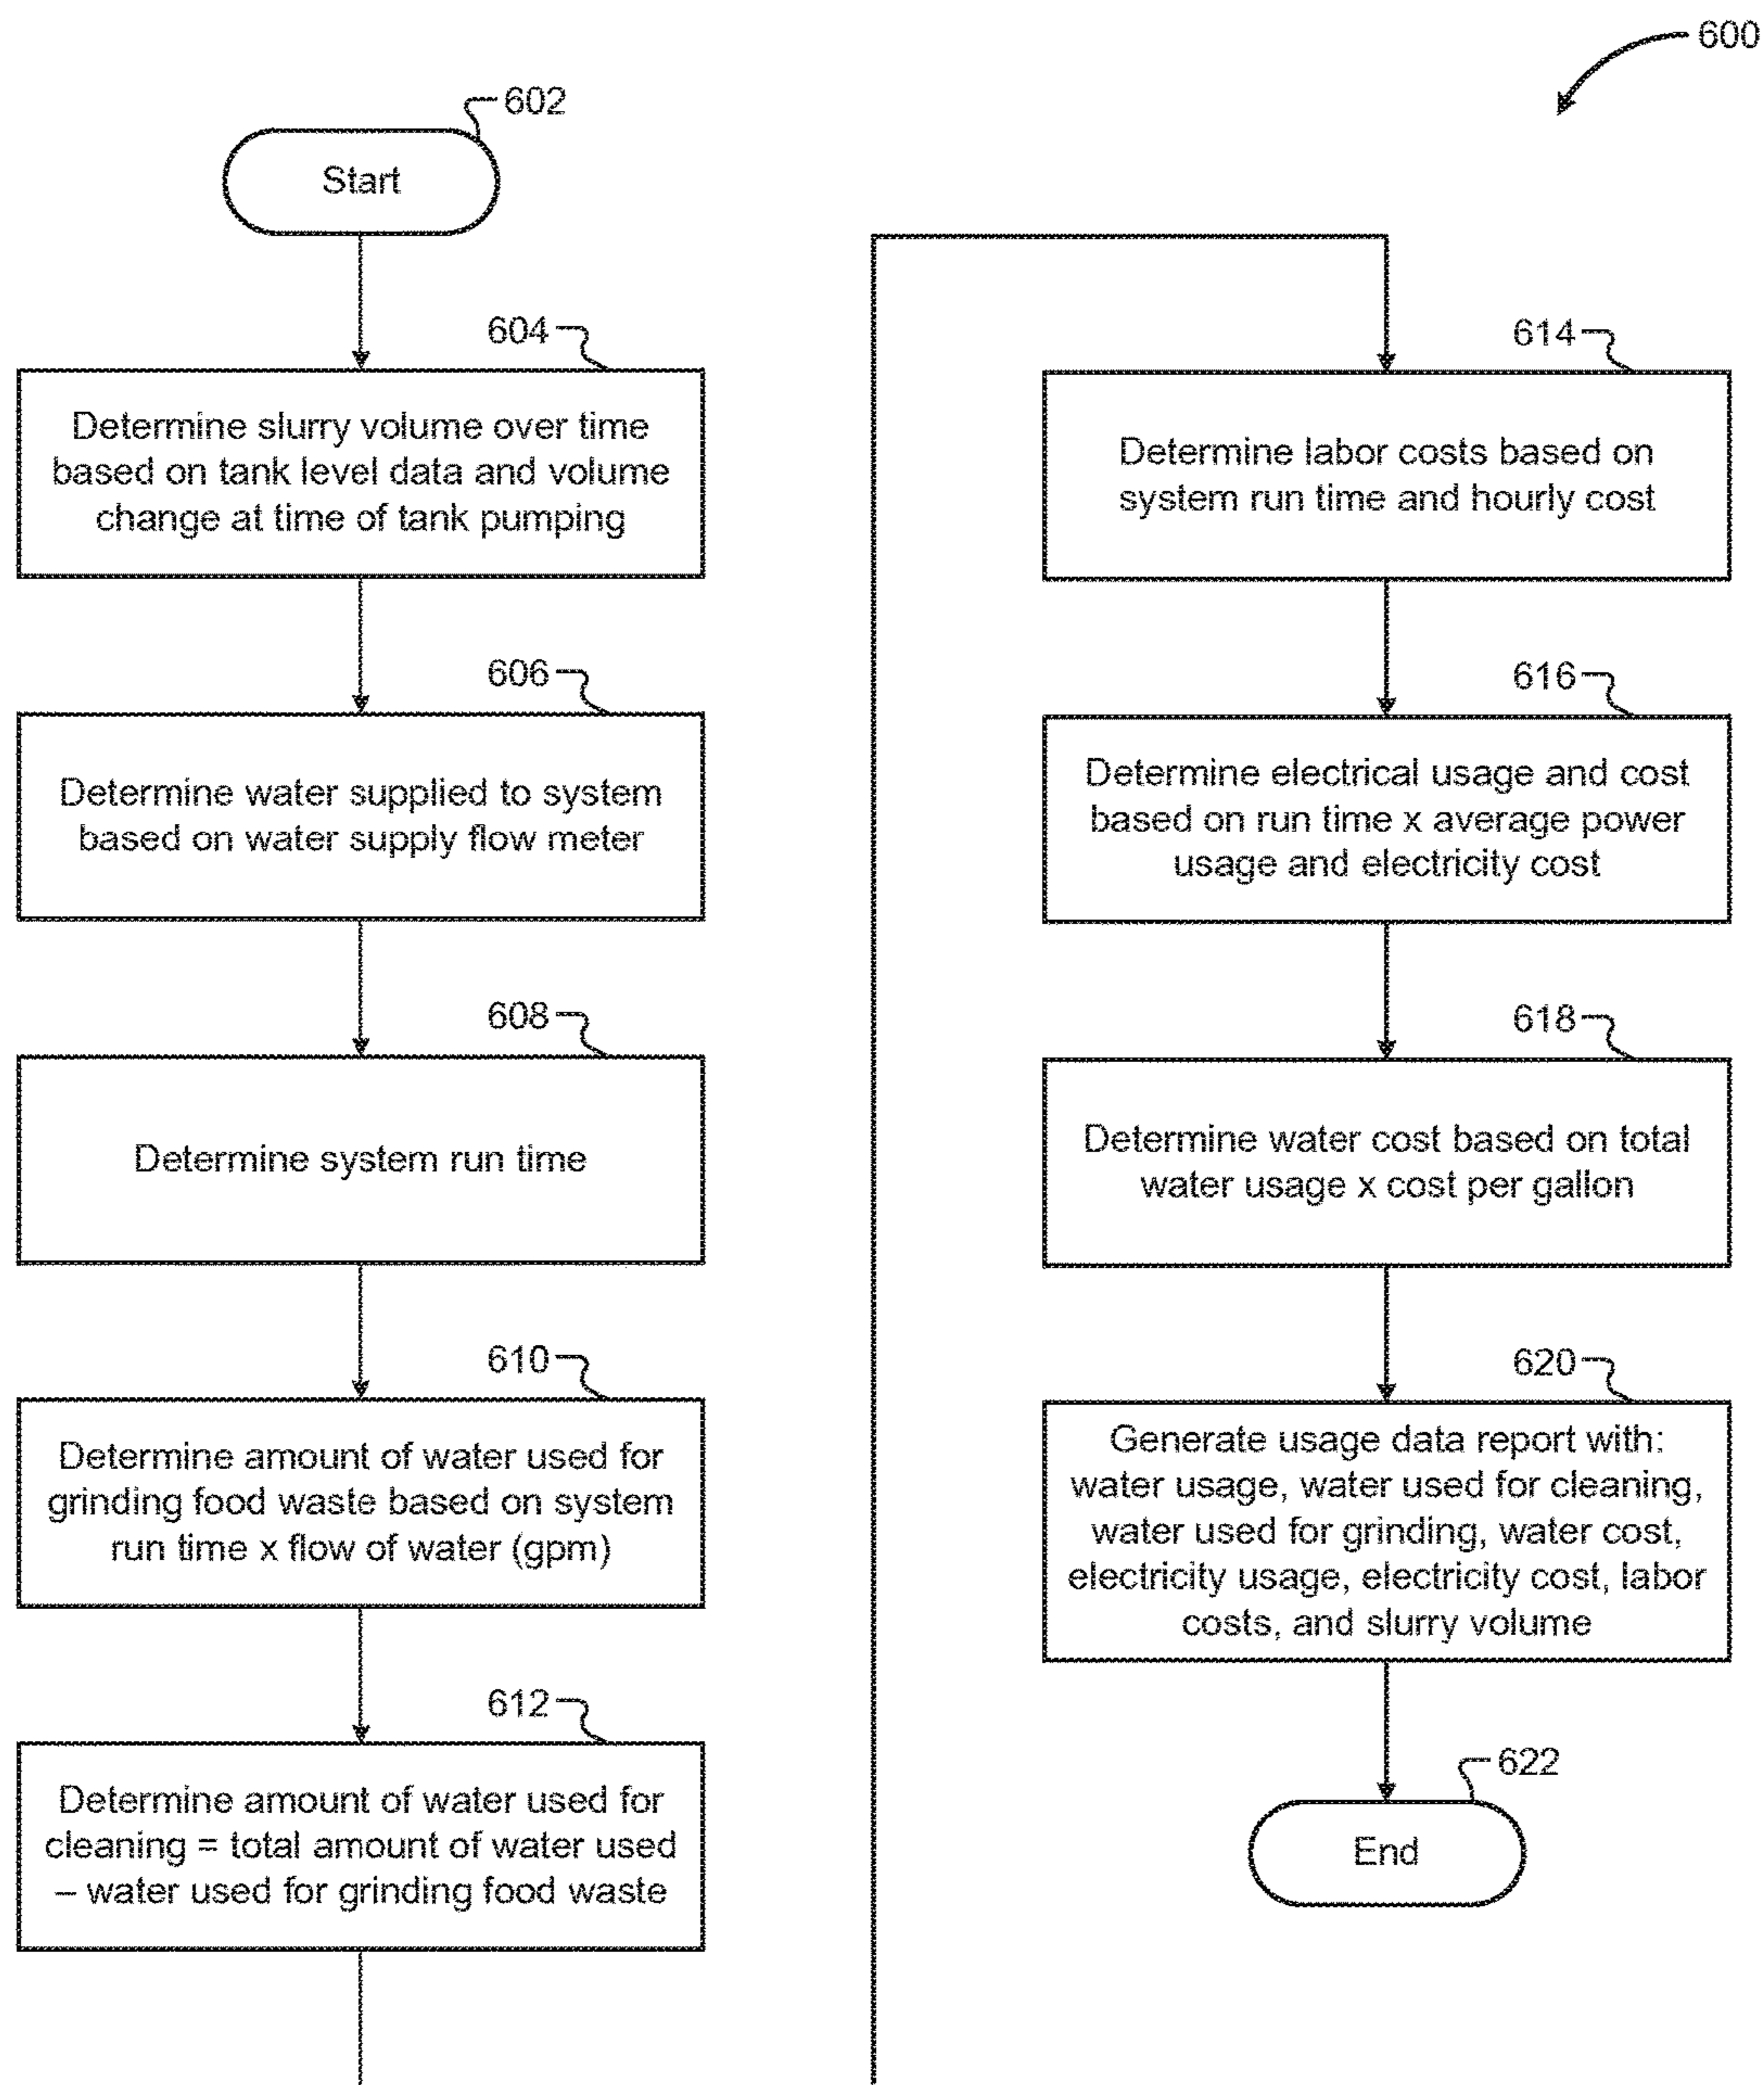 600
602
Start
604
Determine slurry volume over time
based on tank level data and volume
change at time of tank pumping
606
Determine water supplied to system
based on water supply flow meter
608
Determine system run time
610
Determine amount of water used for
grinding food waste based on system
run time x flow of water (gpm)
612
Determine amount of water used for
cleaning = total amount of water used
– water used for grinding food waste
614
Determine labor costs based on
system run time and hourly cost
616
Determine electrical usage and cost
based on run time x average power
usage and electricity cost
618
Determine water cost based on total
water usage x cost per gallon
620
Generate usage data report with:
water usage, water used for cleaning,
water used for grinding, water cost,
electricity usage, electricity cost, labor
costs, and slurry volume
622
End